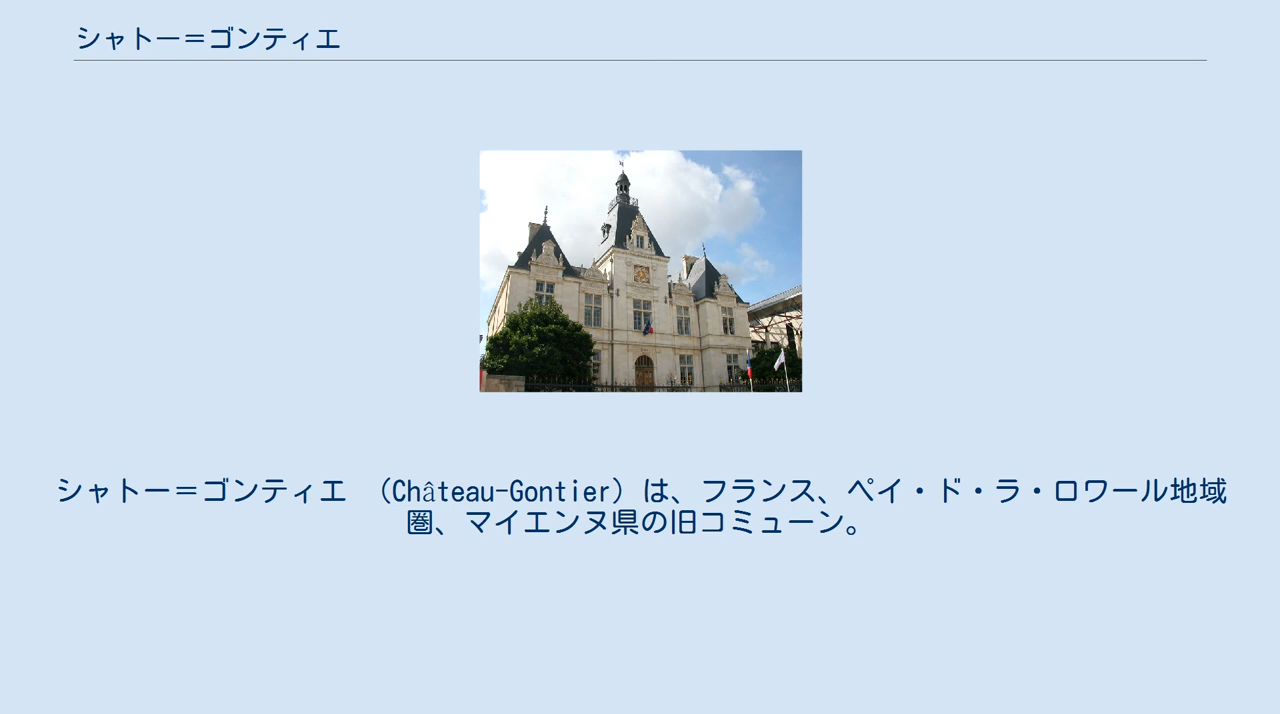 シャトー＝ゴンティエ
シャトー＝ゴンティエ （Château-Gontier）は、フランス、ペイ・ド・ラ・ロワール地域
圏、マイエンヌ県の旧コミューン。